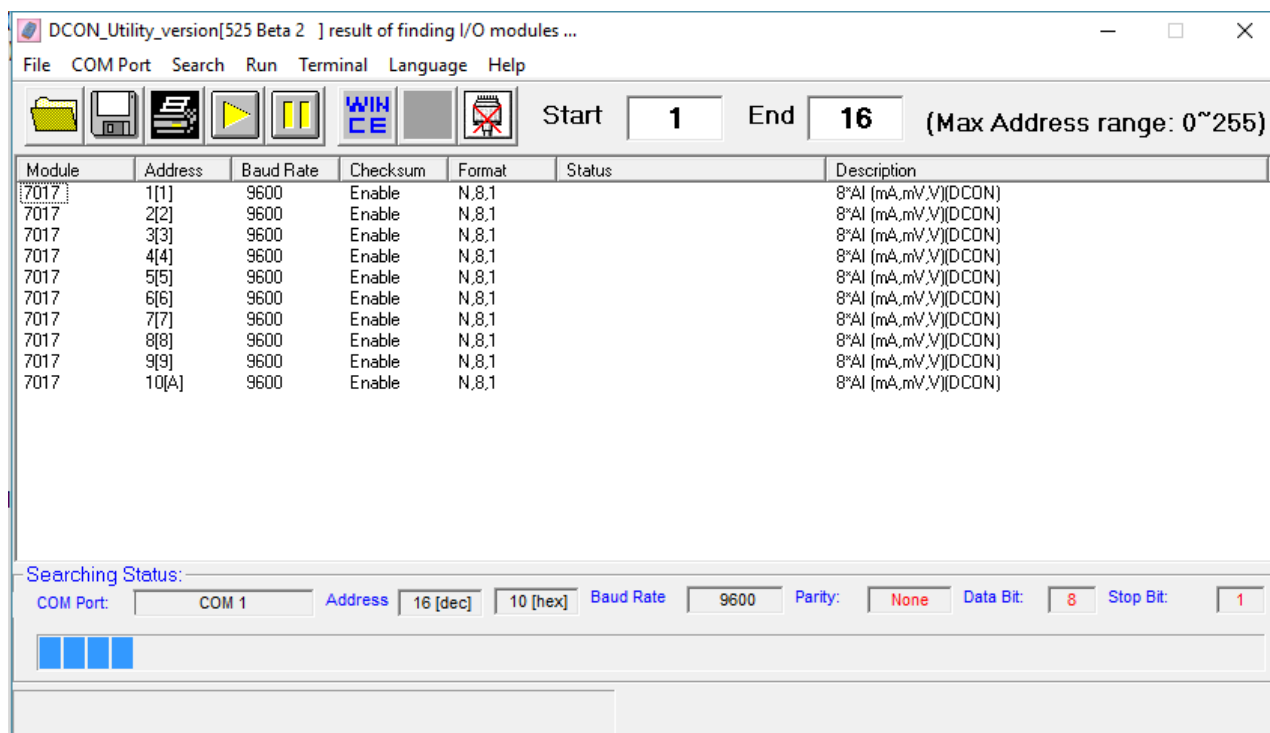 DCON_Utility_version[525 Beta 2 ] result of finding I/O modules ...
File COM Port Search Run Terminal Language Help
WIN CE Start 1 End 16 (Max Address range: 0~255)
Module Address Baud Rate Checksum Format Status Description
7017 1[1] 9600 Enable N,8,1 8*AI (mA,mV,V)(DCON)
7017 2[2] 9600 Enable N,8,1 8*AI (mA,mV,V)(DCON)
7017 3[3] 9600 Enable N,8,1 8*AI (mA,mV,V)(DCON)
7017 4[4] 9600 Enable N,8,1 8*AI (mA,mV,V)(DCON)
7017 5[5] 9600 Enable N,8,1 8*AI (mA,mV,V)(DCON)
7017 6[6] 9600 Enable N,8,1 8*AI (mA,mV,V)(DCON)
7017 7[7] 9600 Enable N,8,1 8*AI (mA,mV,V)(DCON)
7017 8[8] 9600 Enable N,8,1 8*AI (mA,mV,V)(DCON)
7017 9[9] 9600 Enable N,8,1 8*AI (mA,mV,V)(DCON)
7017 10[A] 9600 Enable N,8,1 8*AI (mA,mV,V)(DCON)
Searching Status:
COM Port: COM 1 Address 16 [dec] 10 [hex] Baud Rate 9600 Parity: None Data Bit: 8 Stop Bit: 1